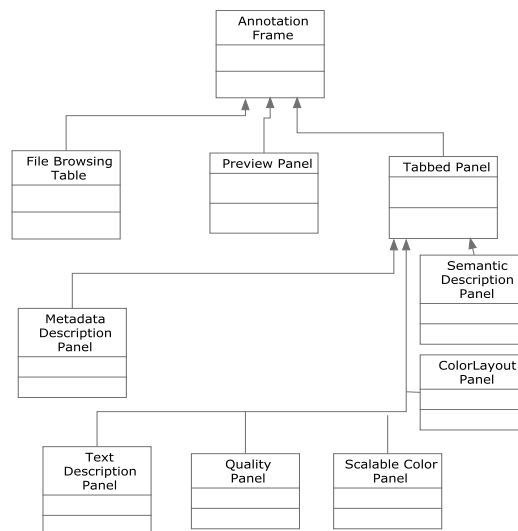 Annotation
Frame
File Browsing
Table
Preview Panel
Tabbed Panel
Semantic
Description
Panel
Metadata
Description
Panel
ColorLayout
Panel
Text
Description
Panel
Quality
Panel
Scalable Color
Panel